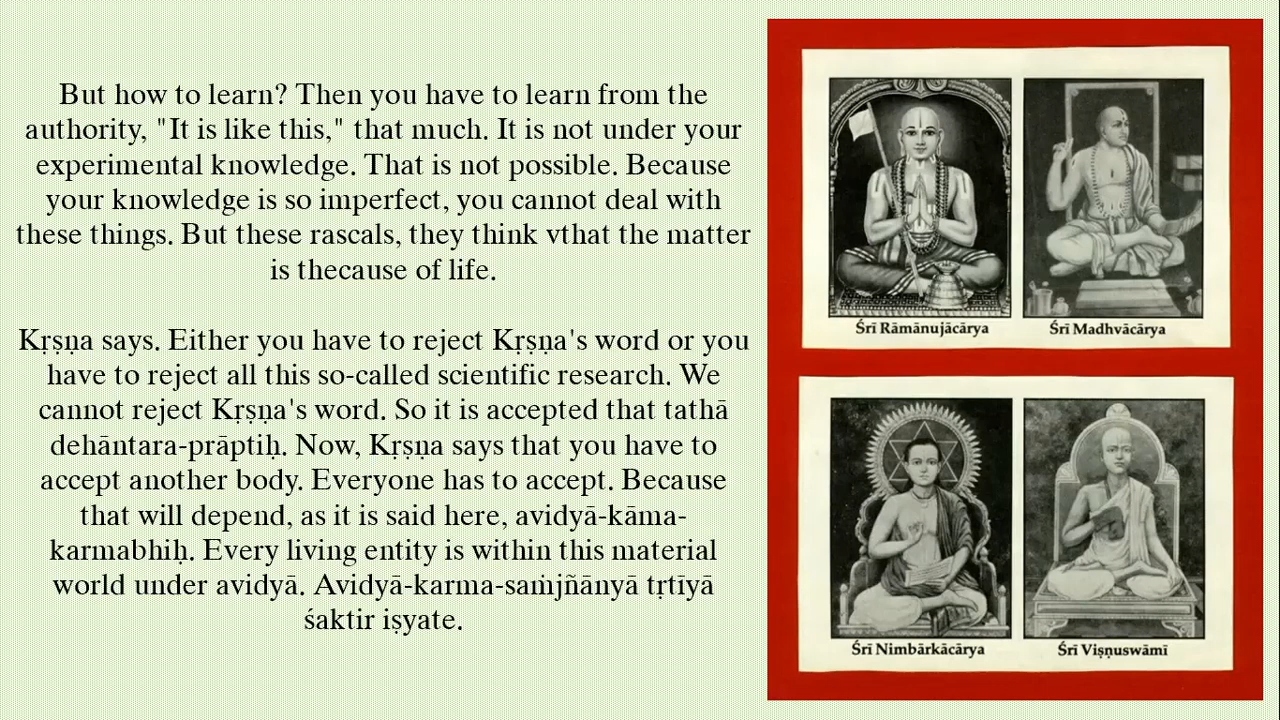 But how to learn? Then you have to learn from the
authority, "It is like this," that much. It is not under your
experimental knowledge. That is not possible. Because
your knowledge is so imperfect, you cannot deal with
these things. But these rascals, they think vthat the matter
is thecause of life.
Kṛṣṇa says. Either you have to reject Kṛṣṇa's word or you
have to reject all this so-called scientific research. We
cannot reject Kṛṣṇa's word. So it is accepted that tathā
dehāntara-prāptiḥ. Now, Kṛṣṇa says that you have to
accept another body. Everyone has to accept. Because
that will depend, as it is said here, avidyā-kāma-
karmabhiḥ. Every living entity is within this material
world under avidyā. Avidyā-karma-saṁjñānyā tṛtīyā
śaktir iṣyate.
Śrī Rāmānujācārya
Śrī Madhvācārya
Śrī Nimbārkācārya
Śrī Viṣṇuswāmī